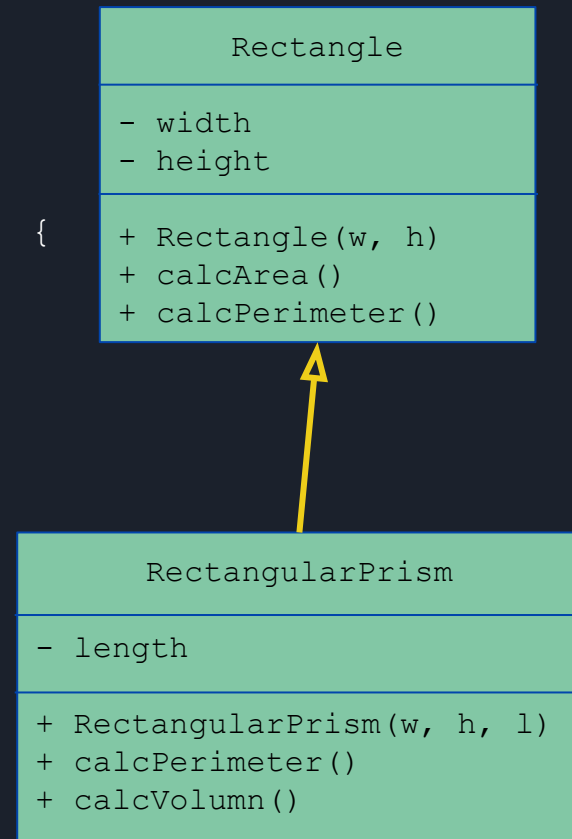 Rectangle
- width
- height
{
+ Rectangle(w, h)
+ calcArea()
+ calcPerimeter()
RectangularPrism
- length
+ RectangularPrism(w, h, l)
+ calcPerimeter()
+ calcVolumn()